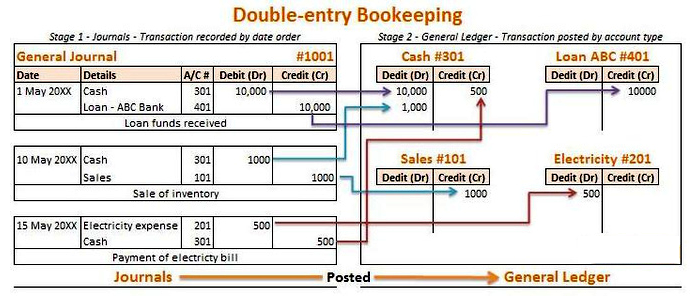 Double-entry Bookkeeping
Stage 1 - Journals - Transaction recorded by date order
Stage 2 - General Ledger - Transaction posted by account type
General Journal #1001
Date Details A/C # Debit (Dr) Credit (Cr)
1 May 20XX Cash 301 10,000
Loan - ABC Bank 401 10,000
Loan funds received
10 May 20XX Cash 301 1000
Sales 101 1000
Sale of inventory
15 May 20XX Electricity expense 201 500
Cash 301 500
Payment of electricty bill
Cash #301
Dedit (Dr) Credit (Cr)
10,000 500
1,000
Loan ABC #401
Dedit (Dr) Credit (Cr)
10000
Sales #101
Dedit (Dr) Credit (Cr)
1000
Electricity #201
Dedit (Dr) Credit (Cr)
500
Journals Posted General Ledger